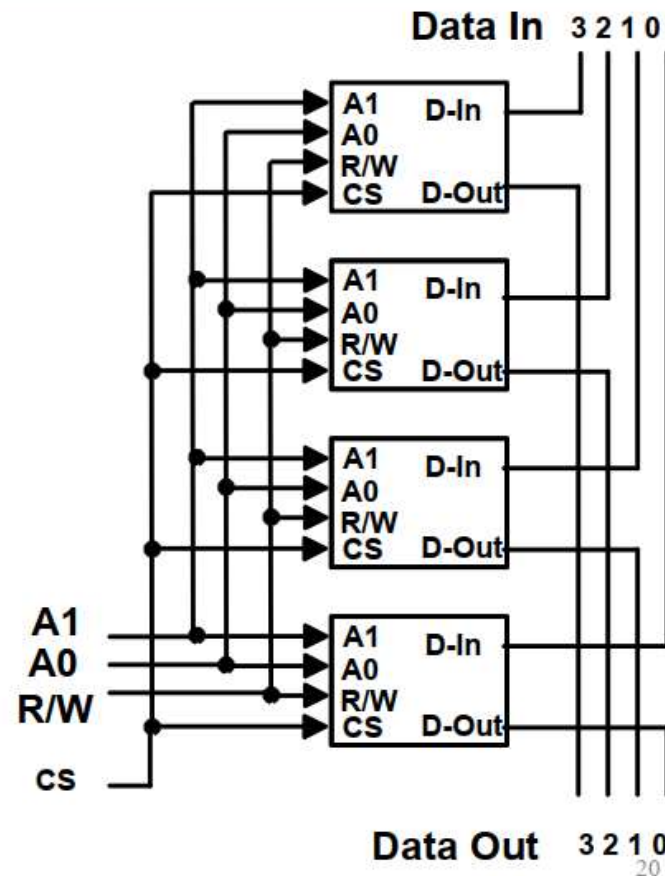 Data In 3 2 1 0
A1 D-In
A0
R/W
CS D-Out
A1 D-In
A0
R/W
CS D-Out
A1 D-In
A0
R/W
CS D-Out
A1
A0
R/W
CS
A1 D-In
A0
R/W
CS D-Out
Data Out 3 2 1 0
20